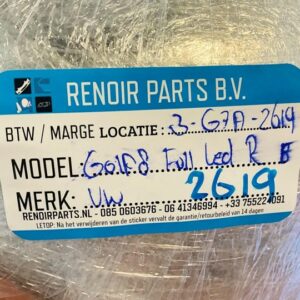 RENOIR PARTS B.V.
BTW / MARGE LOCATIE : 3-G7A-2619
MODEL: Golf 8 Full Led R
MERK: VW 2619
RENOIRPARTS.NL - 085 0603676 - 06 41346994 - +33 755224091
LETOP: Na het verwijderen van de sticker vervalt de garantie/retourbeleid van 14 dagen